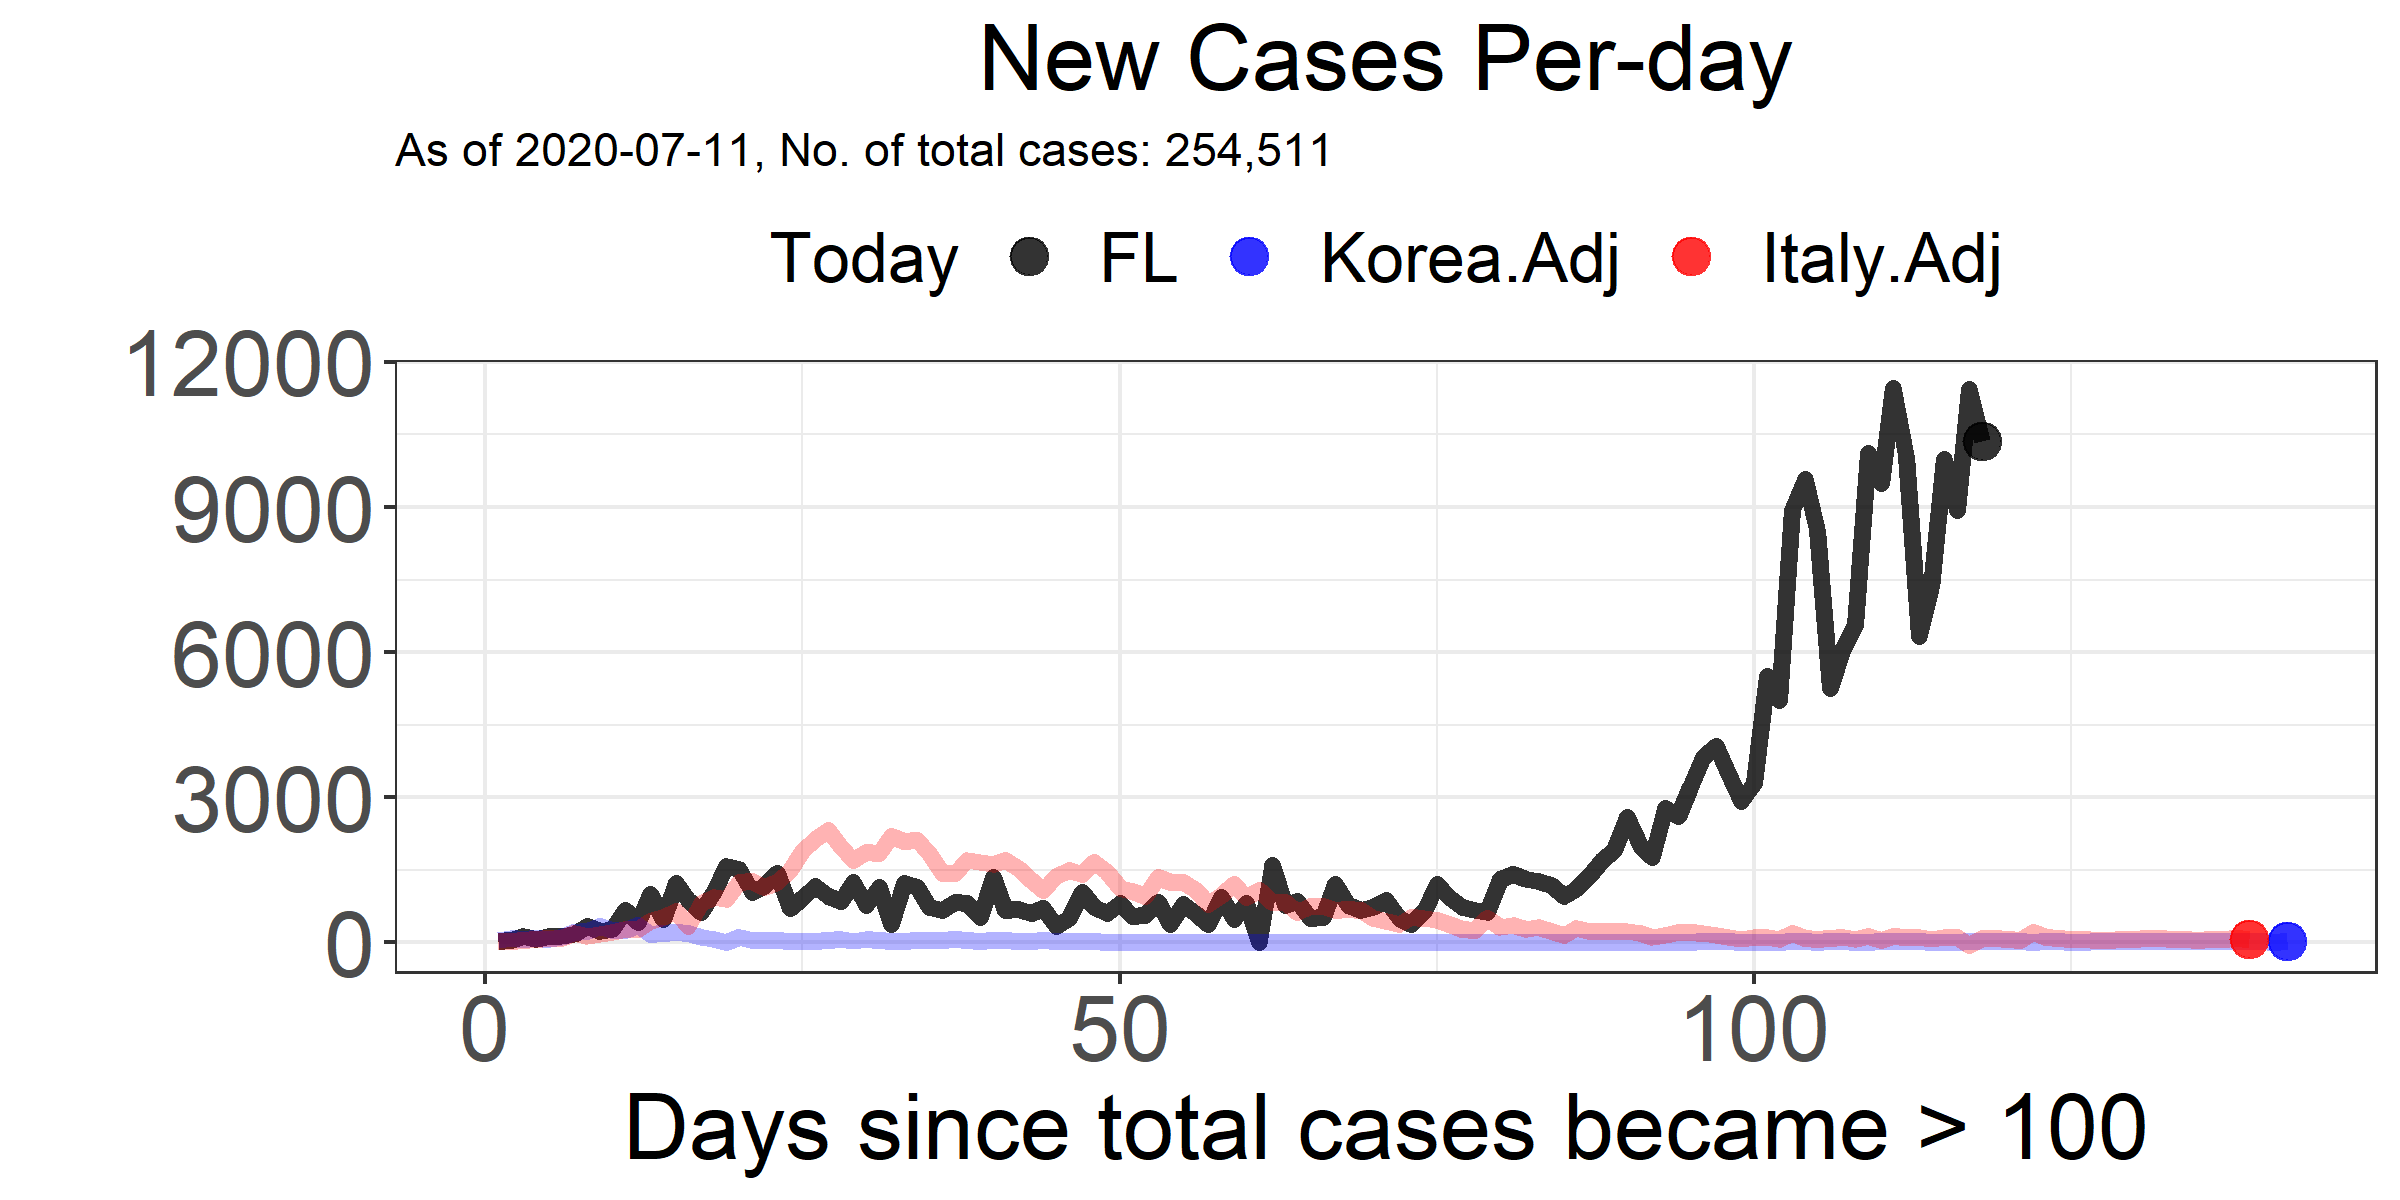 New Cases Per-day
As of 2020-07-11, No. of total cases: 254,511
Today FL Korea.Adj Italy.Adj
12000
9000
6000
3000
0
0 50 100
Days since total cases became > 100